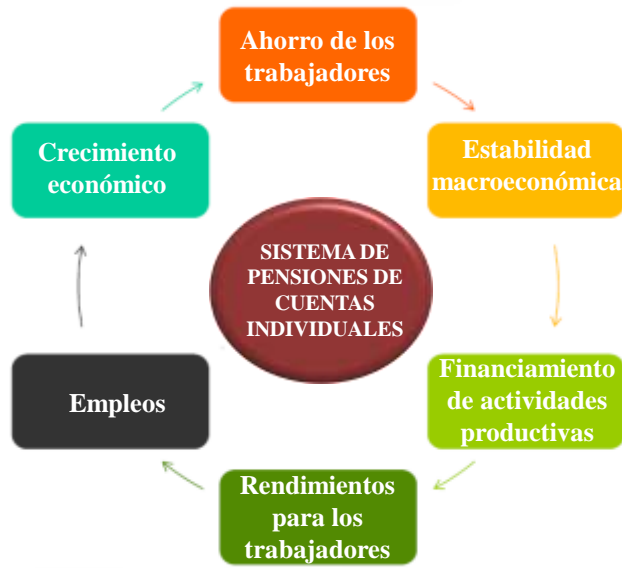 Ahorro de los
trabajadores
Estabilidad
macroeconómica
Financiamiento
de actividades
productivas
Rendimientos
para los
trabajadores
Empleos
Crecimiento
económico
SISTEMA DE
PENSIONES DE
CUENTAS
INDIVIDUALES